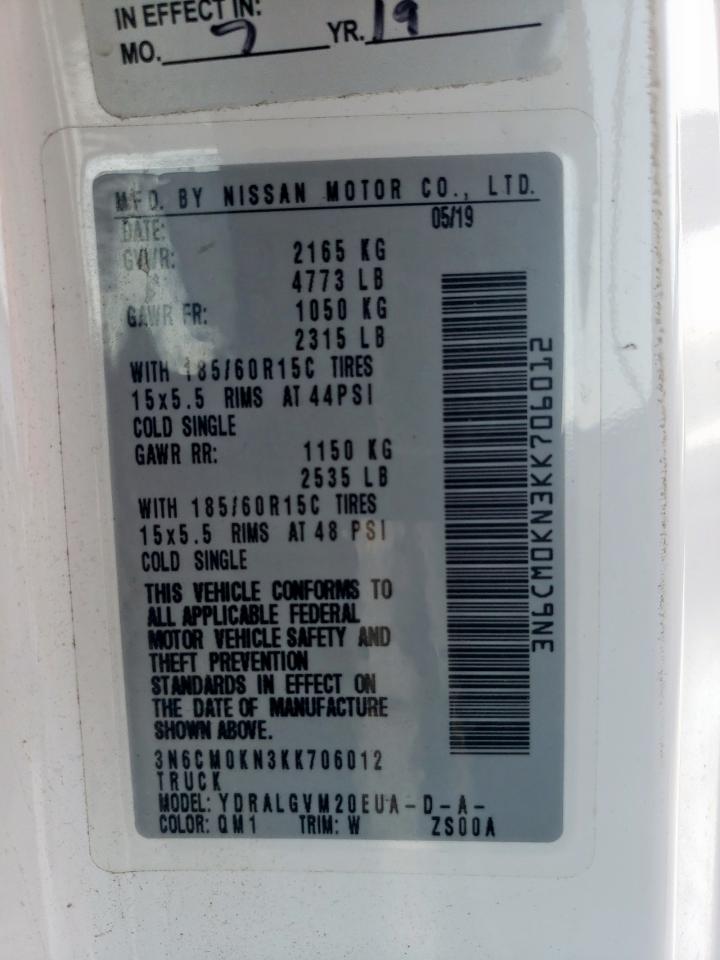 IN EFFECT IN:
MO. 7 YR. 19
MFD. BY NISSAN MOTOR CO., LTD.
DATE: 05/19
GVWR: 2165 KG
4773 LB
GAWR FR: 1050 KG
2315 LB
WITH 185/60R15C TIRES
15x5.5 RIMS AT 44PSI
COLD SINGLE
GAWR RR: 1150 KG
2535 LB
WITH 185/60R15C TIRES
15x5.5 RIMS AT 48 PSI
COLD SINGLE
THIS VEHICLE CONFORMS TO
ALL APPLICABLE FEDERAL
MOTOR VEHICLE SAFETY AND
THEFT PREVENTION
STANDARDS IN EFFECT ON
THE DATE OF MANUFACTURE
SHOWN ABOVE.
3N6CM0KN3KK706012
TRUCK
MODEL: YDRALGVM20EUA-D-A-
COLOR: QM1 TRIM: W ZS00A
3N6CM0KN3KK706012